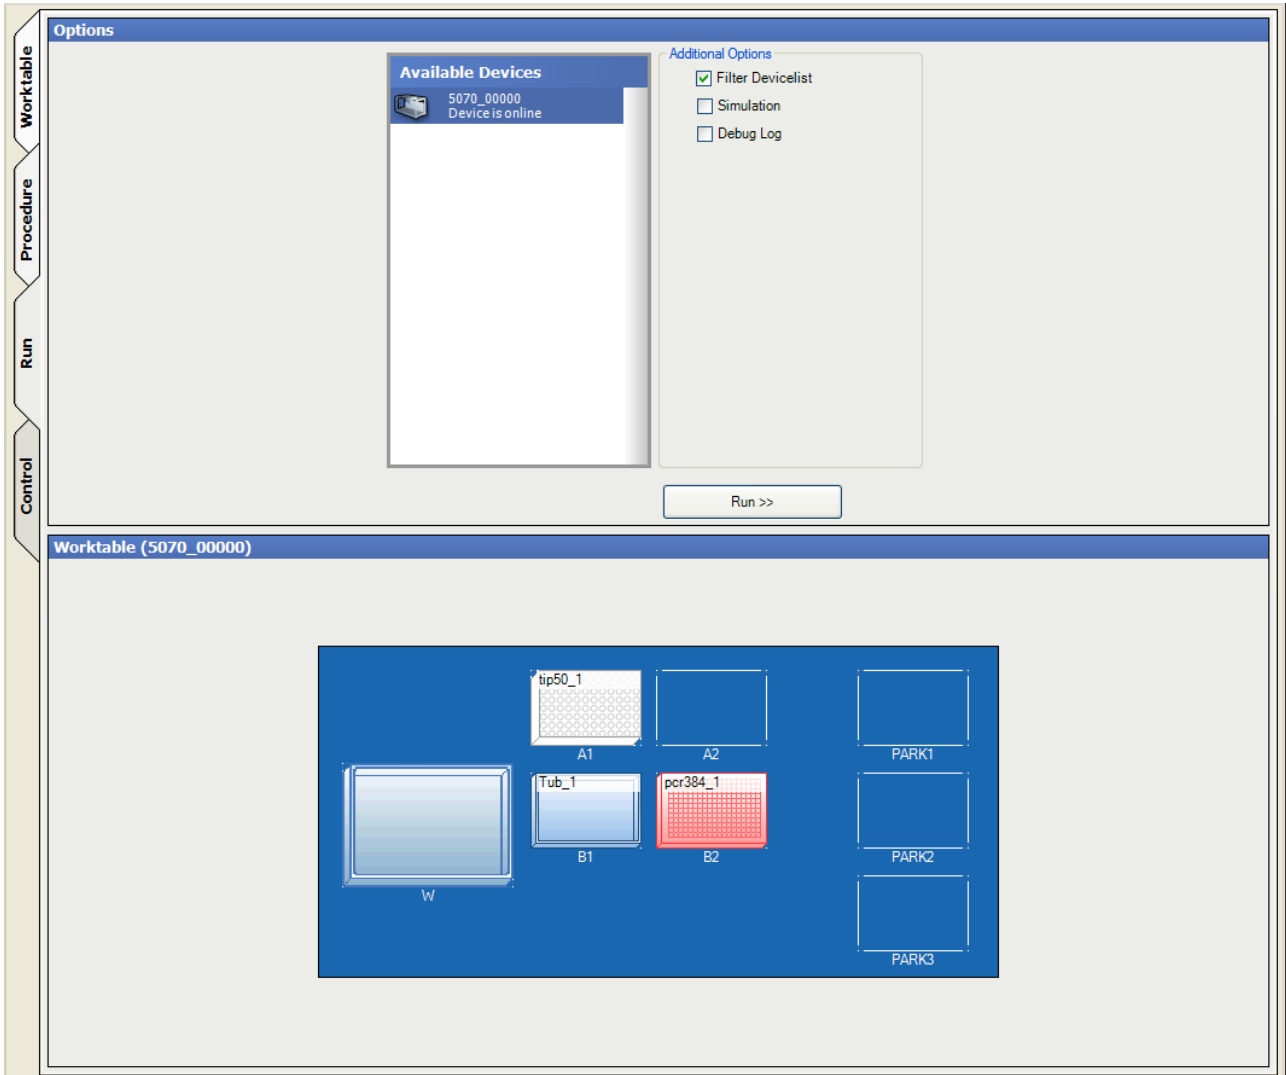 Worktable
Procedure
Run
Control
Options
Available Devices
5070_00000
Device is online
Additional Options
Filter Devicelist
Simulation
Debug Log
Run >>
Worktable (5070_00000)
tip50_1
A1
A2
PARK1
Tub_1
pcr384_1
B1
B2
PARK2
W
PARK3